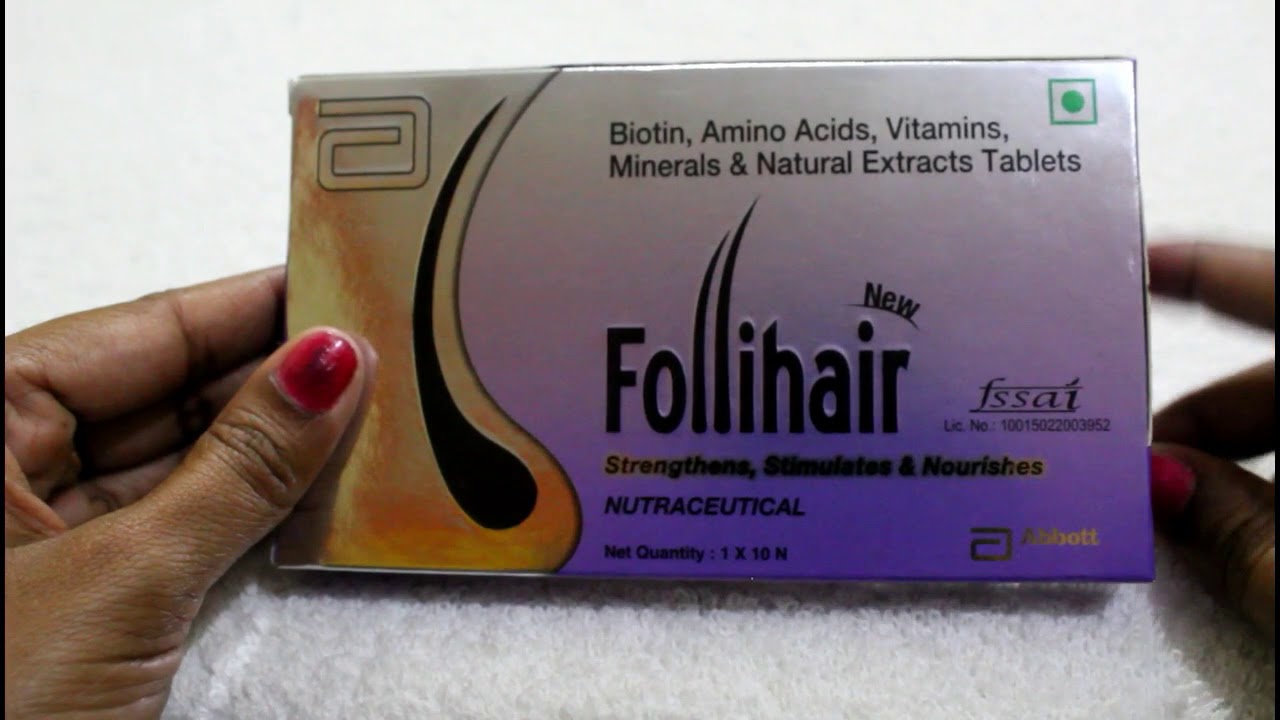 Biotin, Amino Acids, Vitamins,
Minerals & Natural Extracts Tablets
New
Follihair
fssai
Lic. No.: 10015022003952
Strengthens, Stimulates & Nourishes
NUTRACEUTICAL
Net Quantity : 1 X 10 N
Abbott